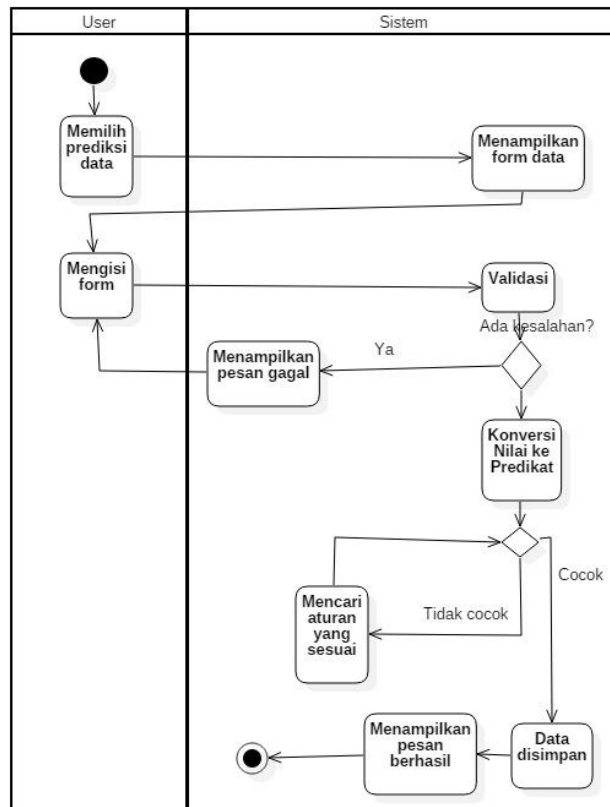 User
Sistem
Memilih
prediksi
data
Menampilkan
form data
Mengisi
form
Validasi
Ada kesalahan?
Ya
Menampilkan
pesan gagal
Konversi
Nilai ke
Predikat
Cocok
Tidak cocok
Mencari
aturan
yang
sesuai
Data
disimpan
Menampilkan
pesan
berhasil